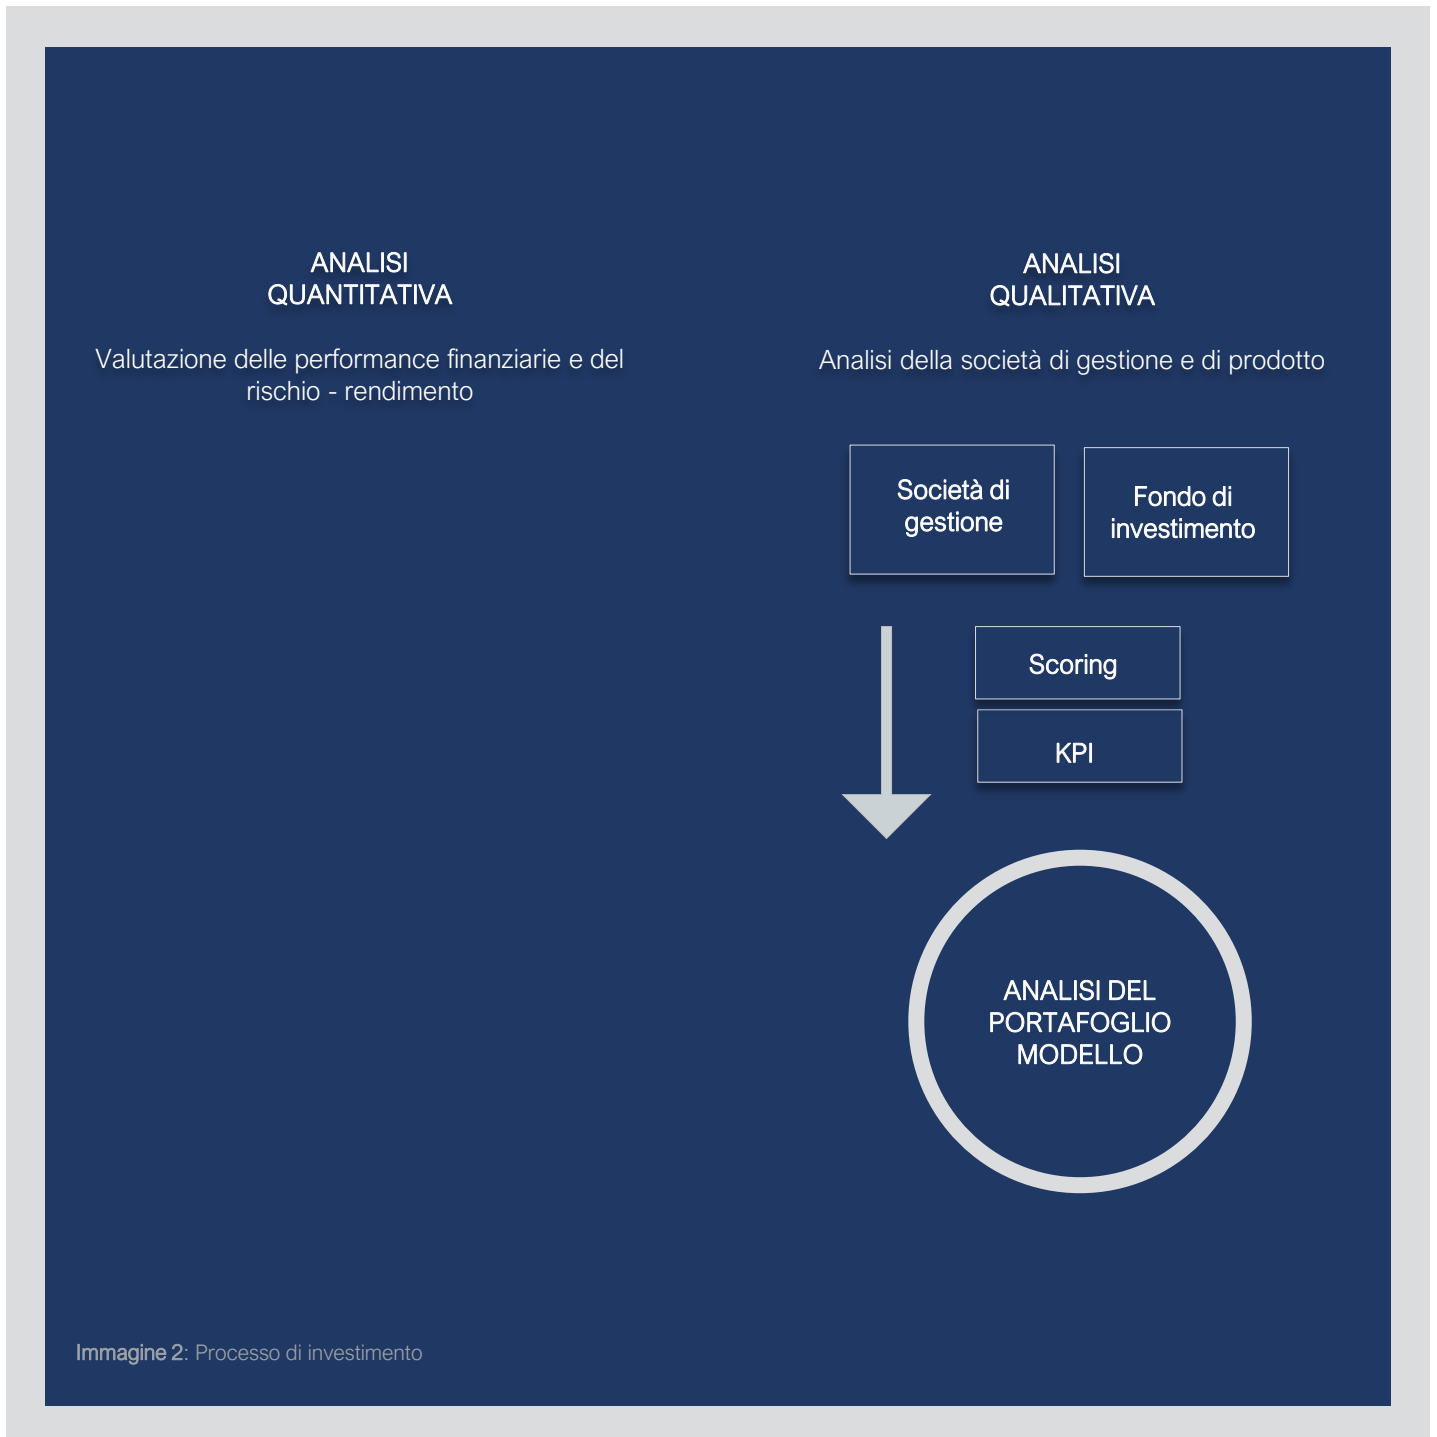 ANALISI
QUANTITATIVA
Valutazione delle performance finanziarie e del
rischio - rendimento
ANALISI
QUALITATIVA
Analisi della società di gestione e di prodotto
Società di
gestione
Fondo di
investimento
Scoring
KPI
ANALISI DEL
PORTAFOGLIO
MODELLO
Immagine 2: Processo di investimento